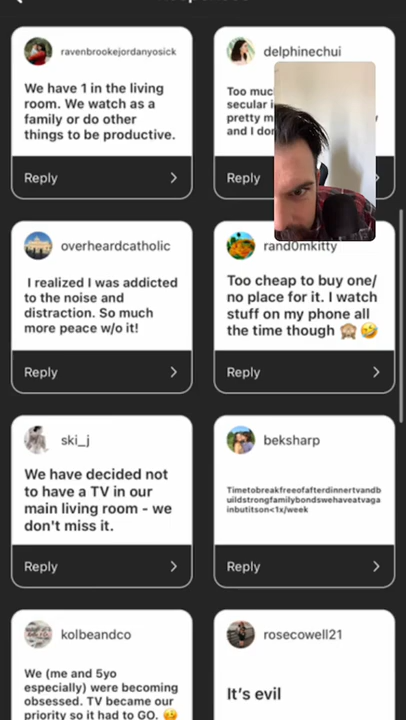 ravenbrookejordanyosick
We have 1 in the living
room. We watch as a
family or do other
things to be productive.
Reply
delphinechui
Too muc
secular i
pretty m
and I don
Reply
overheardcatholic
I realized I was addicted
to the noise and
distraction. So much
more peace w/o it!
Reply
rand0mkitty
Too cheap to buy one/
no place for it. I watch
stuff on my phone all
the time though 🙈 🤣
Reply
ski_j
We have decided not
to have a TV in our
main living room - we
don't miss it.
Reply
beksharp
Timetobreakfreeofafterdinnertvandb
uildstrongfamilybondswehaveatvaga
inbutitson<1x/week
Reply
kolbeandco
We (me and 5yo
especially) were becoming
obsessed. TV became our
priority so it had to GO.
rosecowell21
It's evil